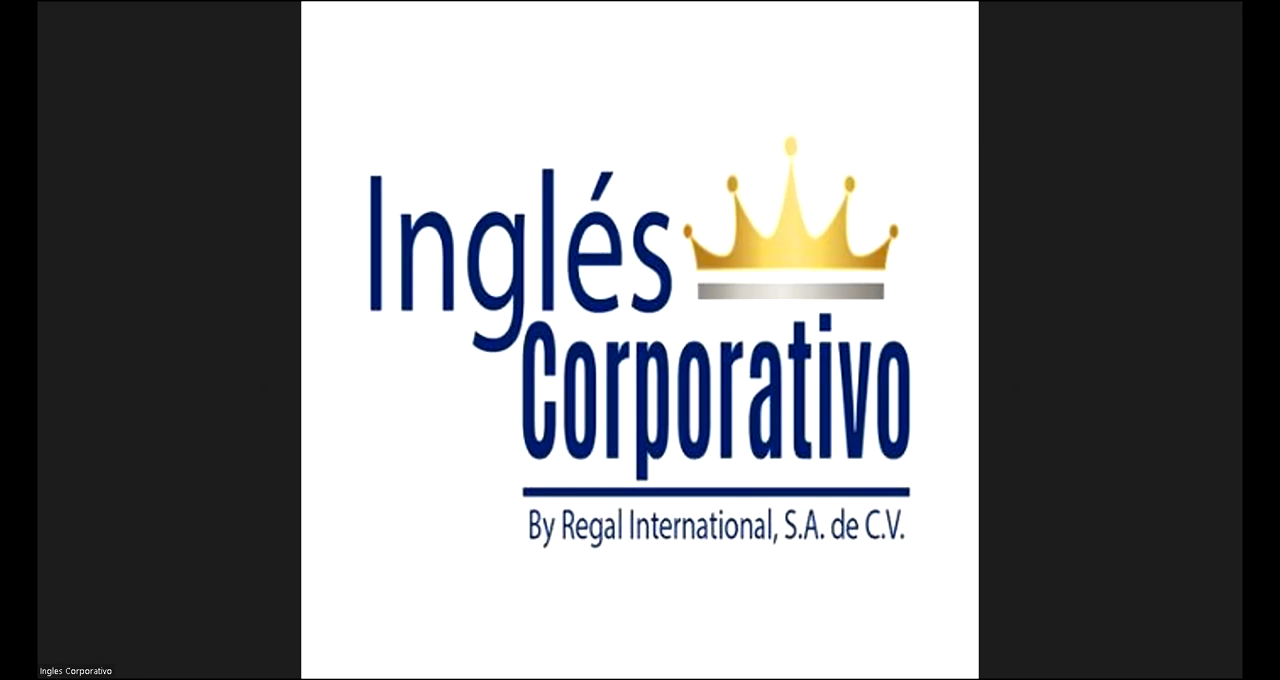 Inglés
Corporativo
By Regal International, S.A. de C.V.
Ingles Corporativo